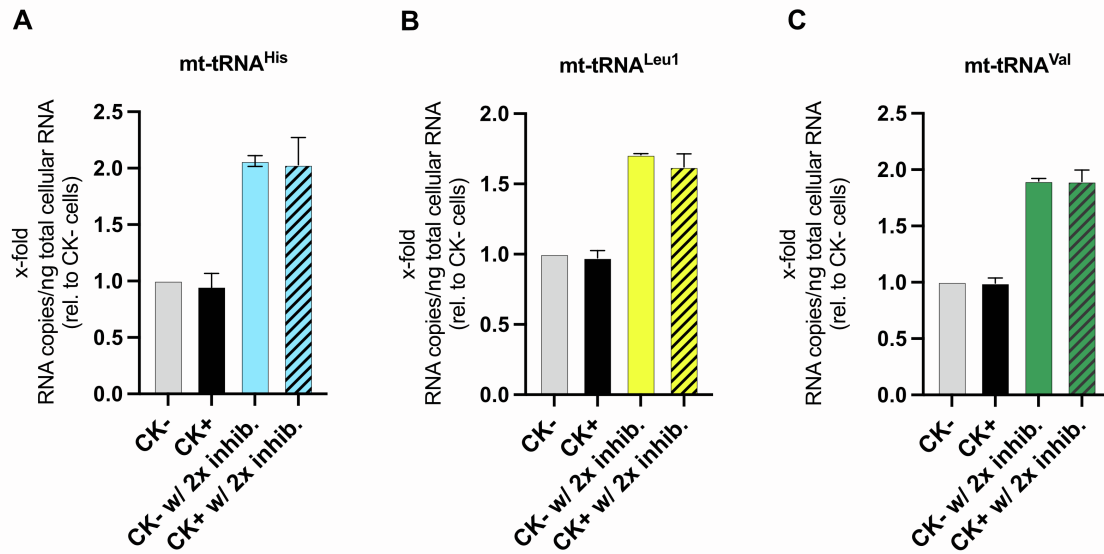 A
mt-tRNAHis
x-fold
RNA copies/ng total cellular RNA
(rel. to CK- cells)
2.5
2.0
1.5
1.0
0.5
0.0
CK-
CK+
CK- w/ 2x inhib.
CK+ w/ 2x inhib.
B
mt-tRNALeu1
x-fold
RNA copies/ng total cellular RNA
(rel. to CK- cells)
2.0
1.5
1.0
0.5
0.0
CK-
CK+
CK- w/ 2x inhib.
CK+ w/ 2x inhib.
C
mt-tRNAVal
x-fold
RNA copies/ng total cellular RNA
(rel. to CK- cells)
2.5
2.0
1.5
1.0
0.5
0.0
CK-
CK+
CK- w/ 2x inhib.
CK+ w/ 2x inhib.